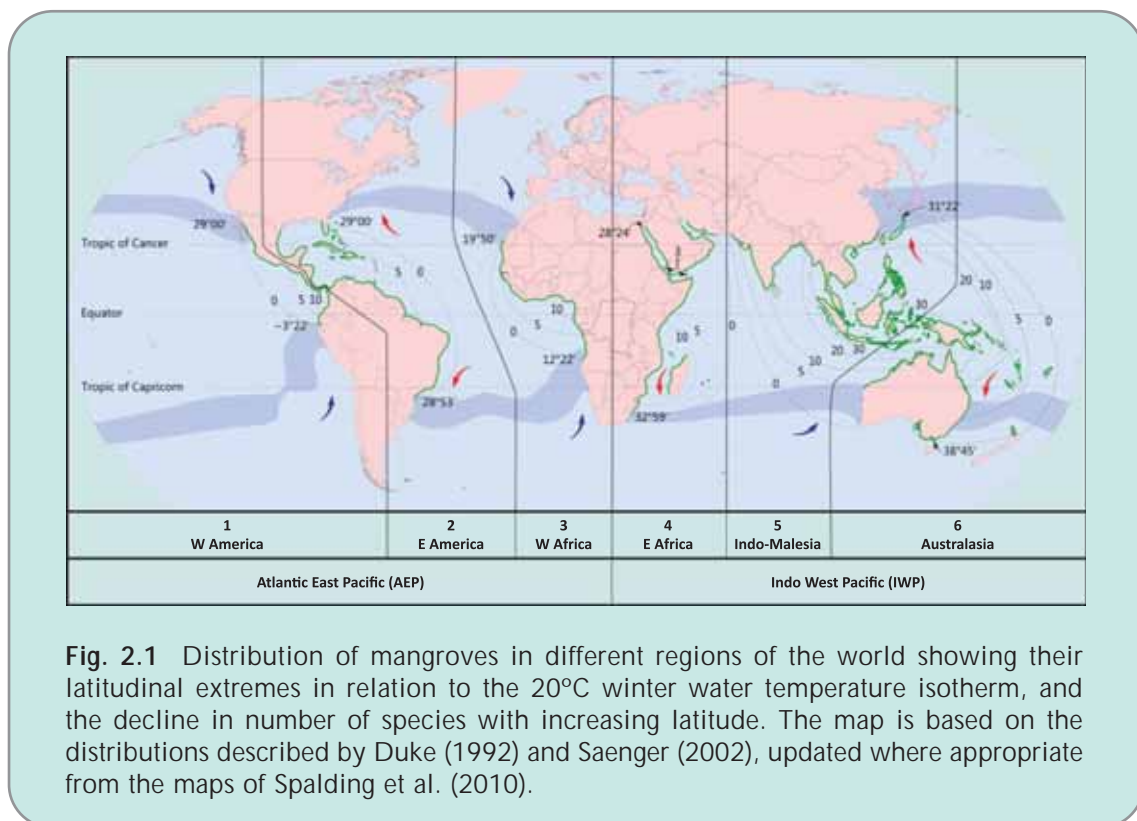 29°00'
~29°00'
19°50'
28°24'
31°22'
Tropic of Cancer
5 0
20
10
30
0 5 10
Equator
10
5
0
10 5
0
5 0
~3°22'
12°22'
20 30
10
5
0
Tropic of Capricorn
28°53'
32°59'
38°45'
1
W America
2
E America
3
W Africa
4
E Africa
5
Indo-Malesia
6
Australasia
Atlantic East Pacific (AEP)
Indo West Pacific (IWP)
Fig. 2.1 Distribution of mangroves in different regions of the world showing their
latitudinal extremes in relation to the 20°C winter water temperature isotherm, and
the decline in number of species with increasing latitude. The map is based on the
distributions described by Duke (1992) and Saenger (2002), updated where appropriate
from the maps of Spalding et al. (2010).